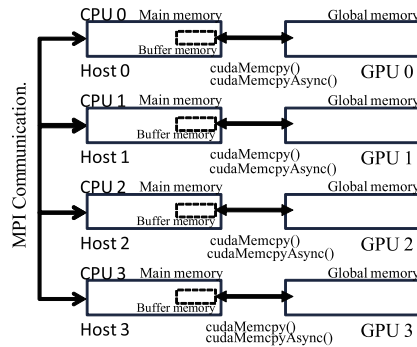 CPU 0 Main memory Global memory
Buffer memory
Host 0 cudaMemcpy() GPU 0
cudaMemcpyAsync()
CPU 1 Main memory Global memory
Buffer memory
Host 1 cudaMemcpy() GPU 1
cudaMemcpyAsync()
MPI Communication.
CPU 2 Main memory Global memory
Buffer memory
Host 2 cudaMemcpy() GPU 2
cudaMemcpyAsync()
CPU 3 Main memory Global memory
Buffer memory
Host 3 cudaMemcpy() GPU 3
cudaMemcpyAsync()